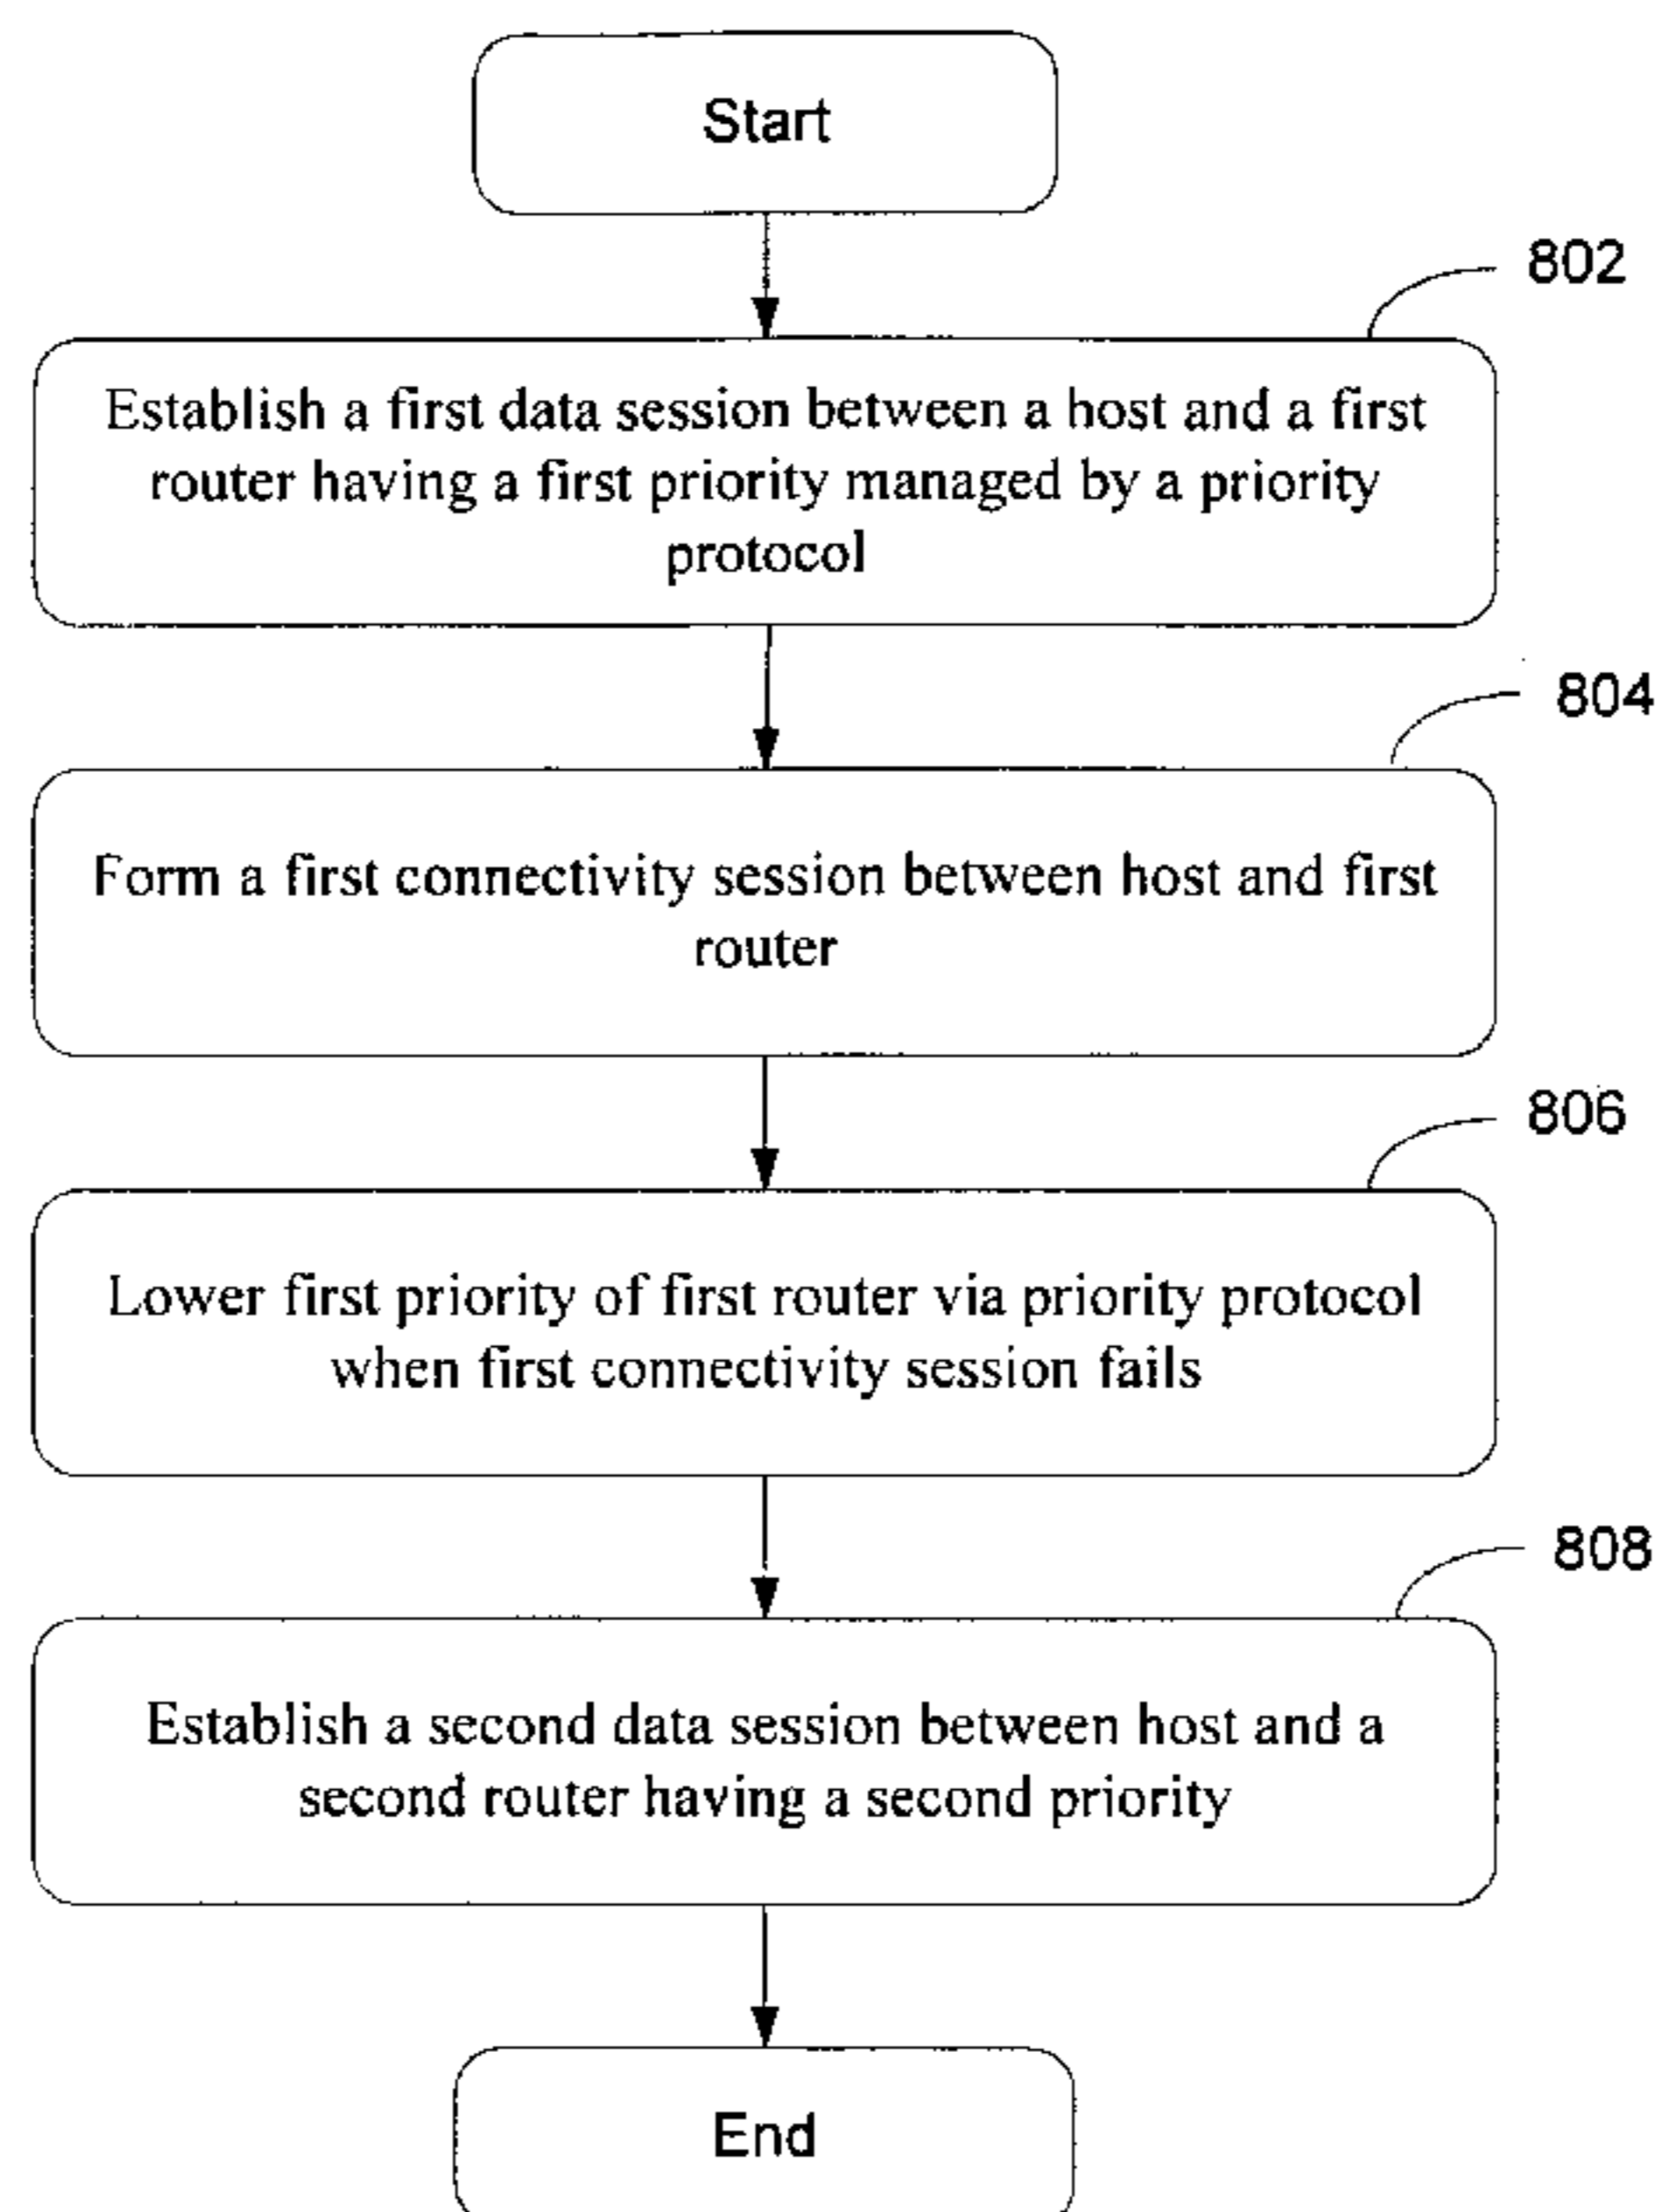 Start
802
Establish a first data session between a host and a first
router having a first priority managed by a priority
protocol
804
Form a first connectivity session between host and first
router
806
Lower first priority of first router via priority protocol
when first connectivity session fails
808
Establish a second data session between host and a
second router having a second priority
End